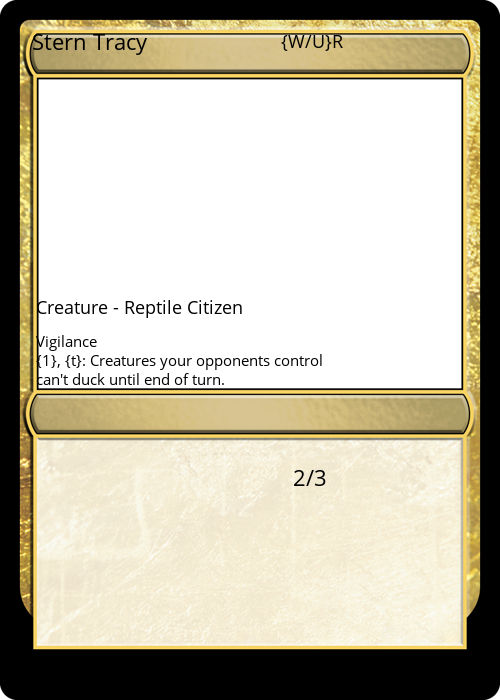 Stern Tracy {W/U}R
Creature - Reptile Citizen
Vigilance
{1}, {t}: Creatures your opponents control
can't duck until end of turn.
2/3